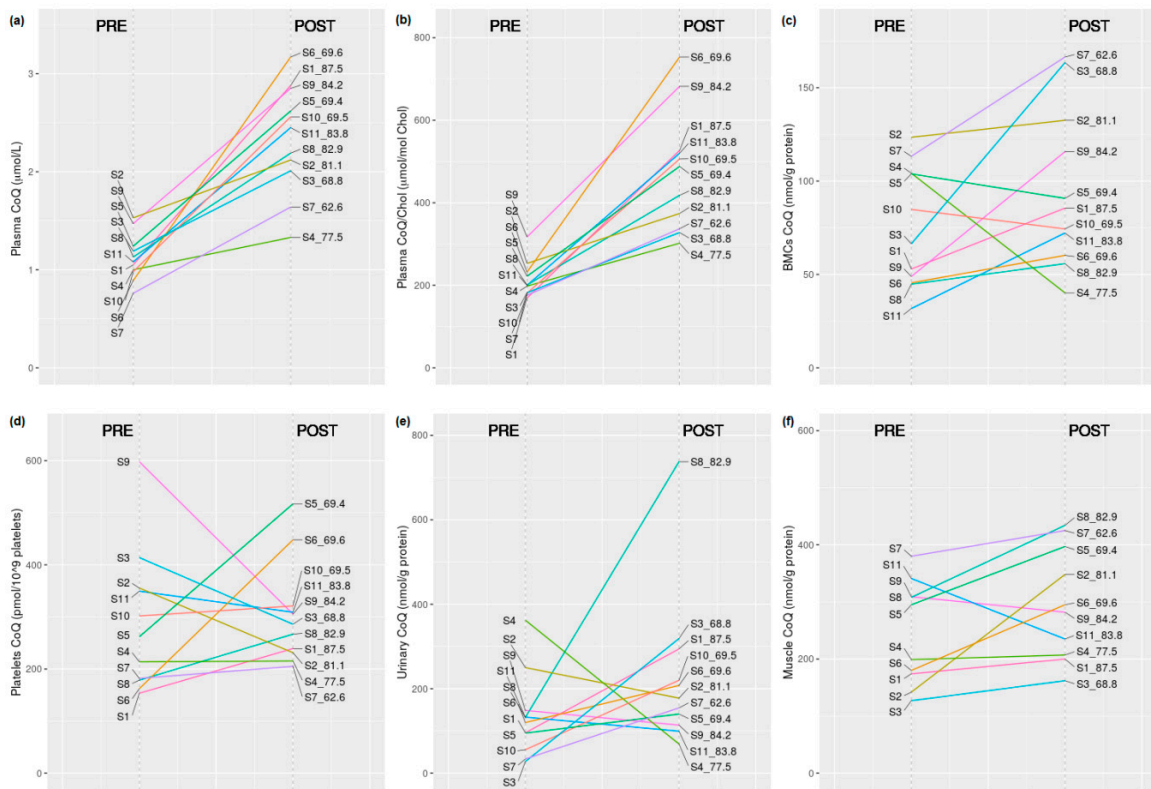 (a)
PRE
POST
Plasma CoQ (μmol/L)
3
2
1
0
S2
S9
S5
S3
S8
S11
S1
S4
S10
S6
S7
S6_69.6
S1_87.5
S9_84.2
S5_69.4
S10_69.5
S11_83.8
S8_82.9
S2_81.1
S3_68.8
S7_62.6
S4_77.5
(b)
PRE
POST
Plasma CoQ/Chol (μmol/mol Chol)
800
600
400
200
0
S9
S2
S6
S5
S8
S11
S4
S3
S10
S7
S1
S6_69.6
S9_84.2
S1_87.5
S11_83.8
S10_69.5
S5_69.4
S8_82.9
S2_81.1
S7_62.6
S3_68.8
S4_77.5
(c)
PRE
POST
BMCs CoQ (nmol/g protein)
150
100
50
0
S2
S7
S4
S5
S10
S3
S1
S9
S6
S8
S11
S7_62.6
S3_68.8
S2_81.1
S9_84.2
S5_69.4
S1_87.5
S10_69.5
S11_83.8
S6_69.6
S8_82.9
S4_77.5
(d)
PRE
POST
Platelets CoQ (pmol/10^9 platelets)
600
400
200
0
S9
S3
S2
S11
S10
S5
S4
S7
S8
S6
S1
S5_69.4
S6_69.6
S10_69.5
S11_83.8
S9_84.2
S3_68.8
S8_82.9
S1_87.5
S2_81.1
S4_77.5
S7_62.6
(e)
PRE
POST
Urinary CoQ (nmol/g protein)
800
600
400
200
0
S4
S2
S9
S11
S8
S6
S1
S5
S10
S7
S3
S8_82.9
S3_68.8
S1_87.5
S10_69.5
S6_69.6
S2_81.1
S7_62.6
S5_69.4
S9_84.2
S11_83.8
S4_77.5
(f)
PRE
POST
Muscle CoQ (nmol/g protein)
600
400
200
0
S7
S11
S9
S8
S5
S4
S6
S1
S2
S3
S8_82.9
S7_62.6
S5_69.4
S2_81.1
S6_69.6
S9_84.2
S11_83.8
S4_77.5
S1_87.5
S3_68.8